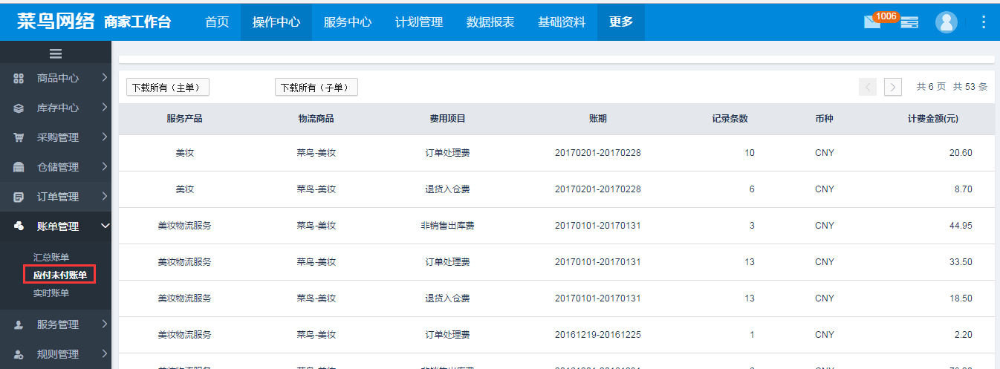 菜鸟网络 商家工作台 首页 操作中心 服务中心 计划管理 数据报表 基础资料 更多 1006
商品中心
库存中心
采购管理
仓储管理
订单管理
账单管理
汇总账单
应付未付账单
实时账单
服务管理
规则管理
下载所有（主单） 下载所有（子单） 共 6 页 共 53 条
服务产品 物流商品 费用项目 账期 记录条数 币种 计费金额(元)
美妆 菜鸟-美妆 订单处理费 20170201-20170228 10 CNY 20.60
美妆 菜鸟-美妆 退货入仓费 20170201-20170228 6 CNY 8.70
美妆物流服务 菜鸟-美妆 非销售出库费 20170101-20170131 3 CNY 44.95
美妆物流服务 菜鸟-美妆 订单处理费 20170101-20170131 13 CNY 33.50
美妆物流服务 菜鸟-美妆 退货入仓费 20170101-20170131 13 CNY 18.50
美妆物流服务 菜鸟-美妆 订单处理费 20161219-20161225 1 CNY 2.20